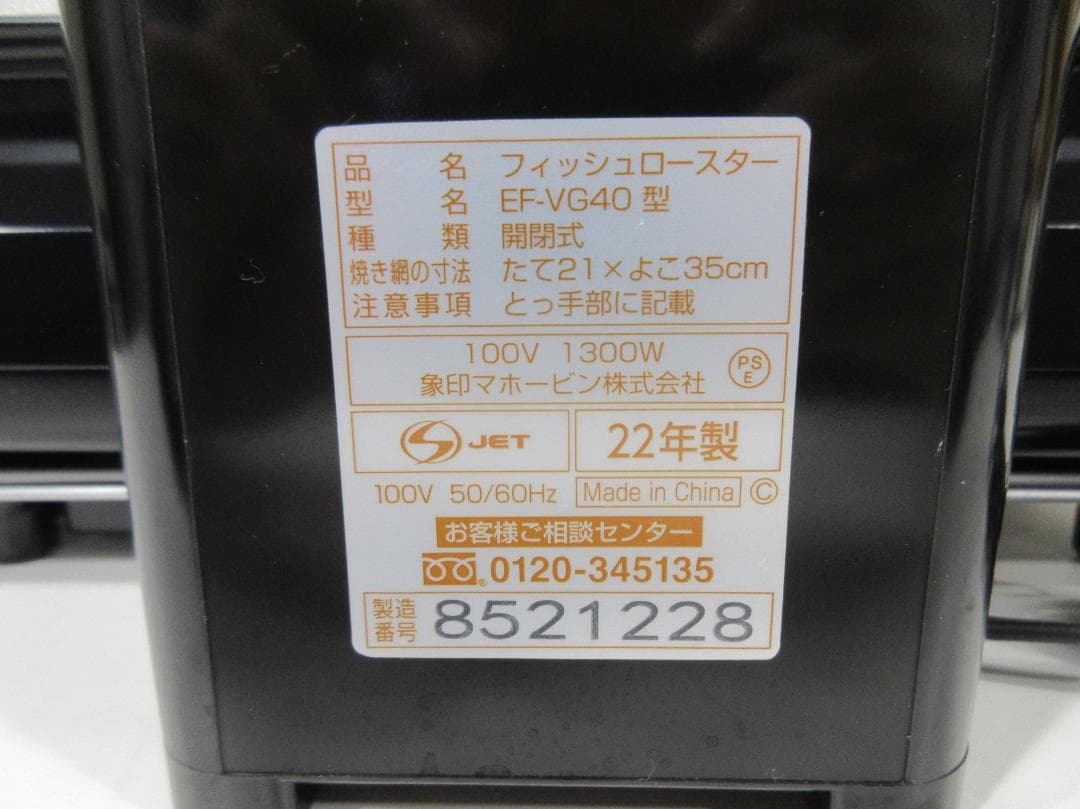 品名 フィッシュロースター
型名 EF-VG40 型
種類 開閉式
焼き網の寸法 たて21×よこ35cm
注意事項 とっ手部に記載
100V 1300W
象印マホービン株式会社
PS
E
S JET
22年製
100V 50/60Hz Made in China Ⓒ
お客様ご相談センター
0120-345135
製造番号 8521228